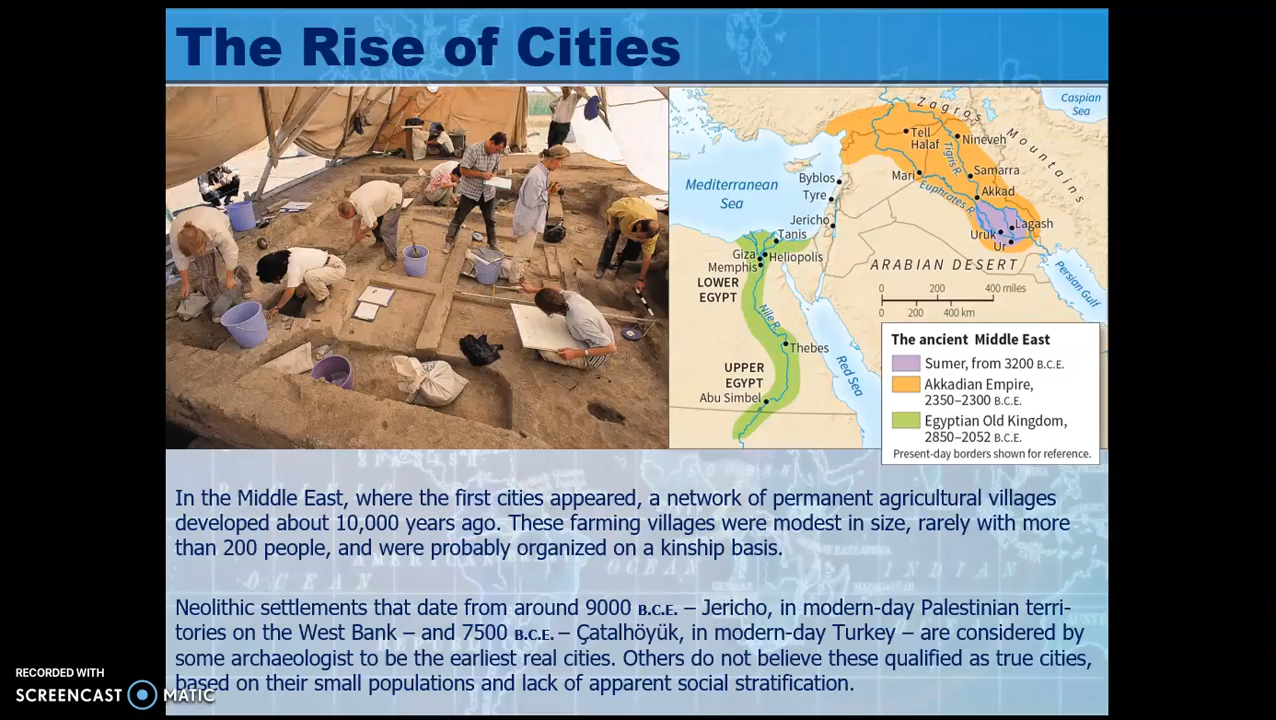 The Rise of Cities
Caspian
Sea
Zagros Mountains
Tell
Halaf
Nineveh
Tigris R.
Mari
Samarra
Euphrates R.
Akkad
Byblos
Tyre
Mediterranean
Sea
Jericho
Lagash
Uruk
Ur
Tanis
Giza
Heliopolis
Memphis
LOWER
EGYPT
ARABIAN DESERT
Persian Gulf
0 200 400 miles
0 200 400 km
Nile R.
Thebes
Red Sea
UPPER
EGYPT
Abu Simbel
The ancient Middle East
Sumer, from 3200 B.C.E.
Akkadian Empire,
2350–2300 B.C.E.
Egyptian Old Kingdom,
2850–2052 B.C.E.
Present-day borders shown for reference.
In the Middle East, where the first cities appeared, a network of permanent agricultural villages
developed about 10,000 years ago. These farming villages were modest in size, rarely with more
than 200 people, and were probably organized on a kinship basis.
Neolithic settlements that date from around 9000 B.C.E. – Jericho, in modern-day Palestinian terri-
tories on the West Bank – and 7500 B.C.E. – Çatalhöyük, in modern-day Turkey – are considered by
some archaeologist to be the earliest real cities. Others do not believe these qualified as true cities,
based on their small populations and lack of apparent social stratification.
RECORDED WITH
SCREENCAST MATIC